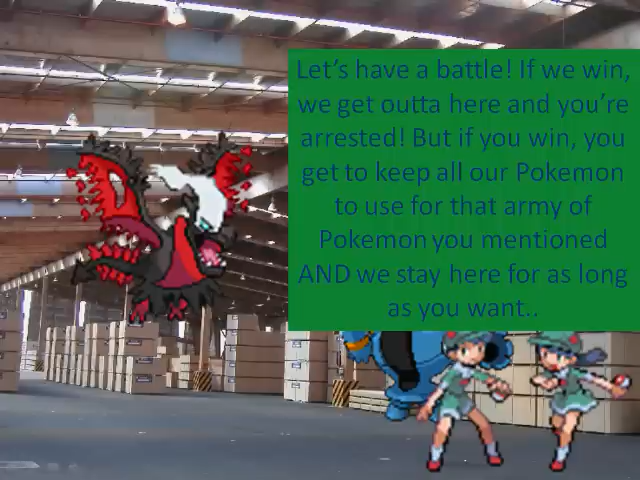 Let's have a battle! If we win,
we get outta here and you're
arrested! But if you win, you
get to keep all our Pokemon
to use for that army of
Pokemon you mentioned
AND we stay here for as long
as you want..